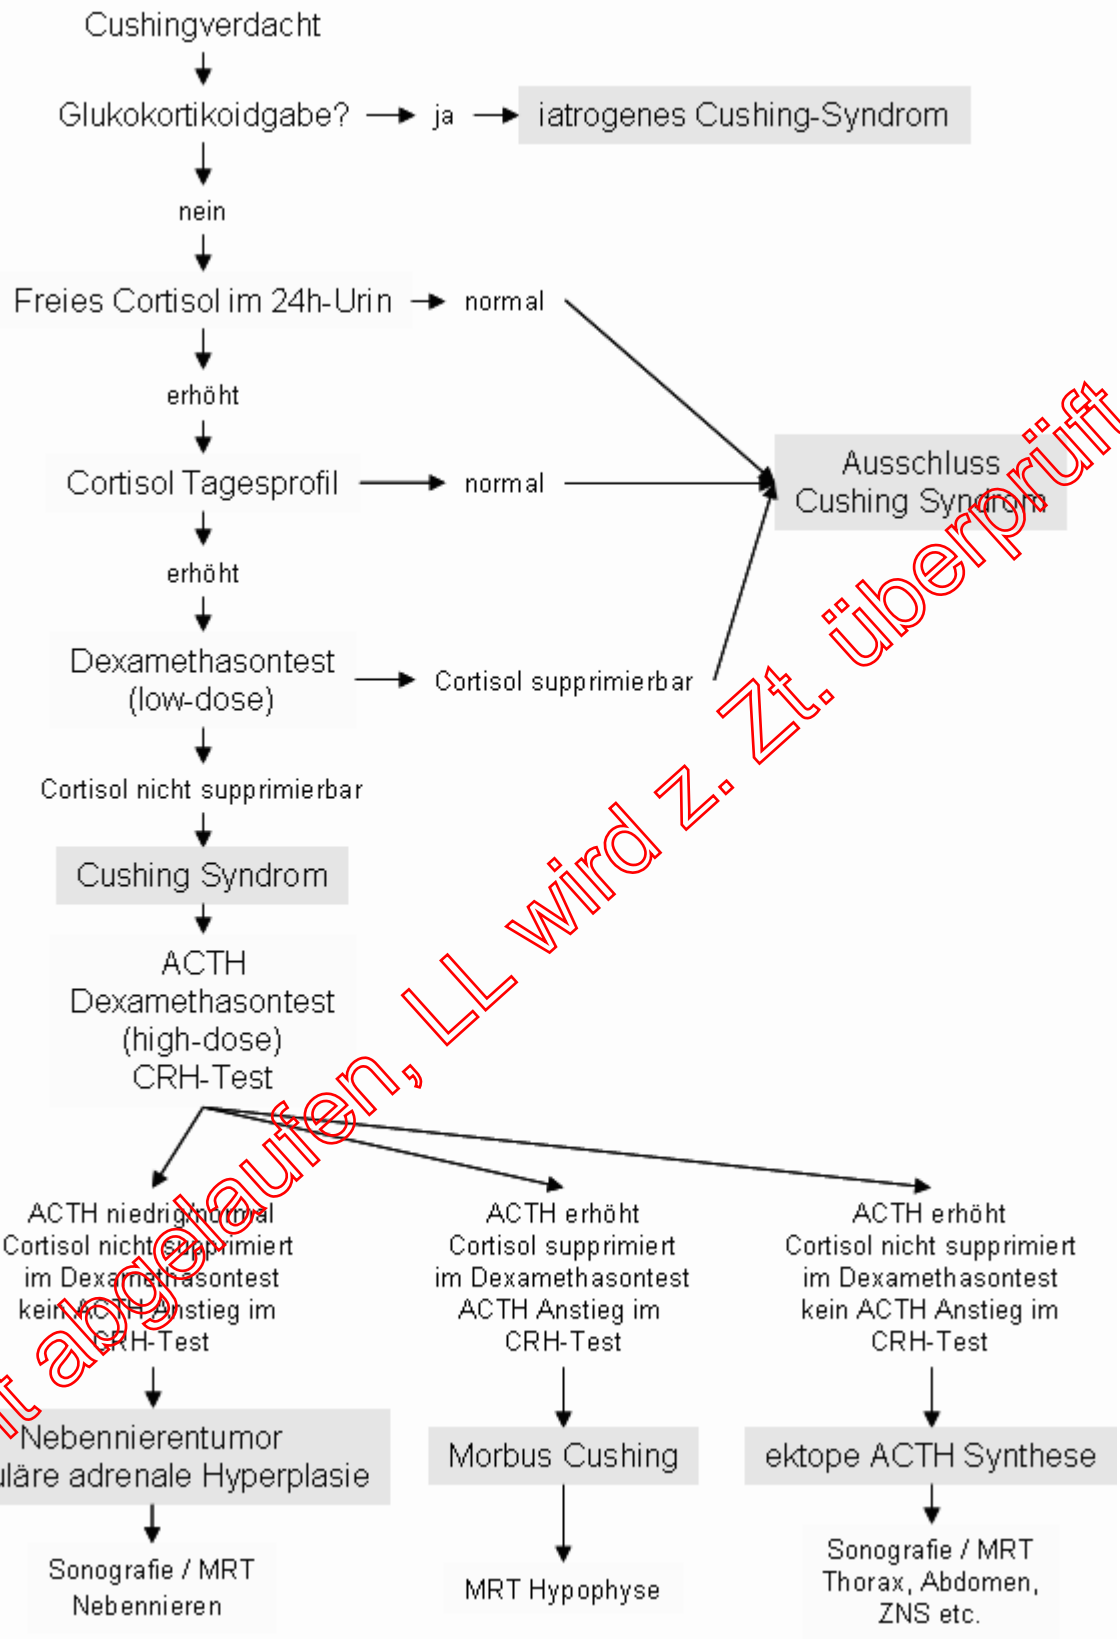 Cushingverdacht
Glukokortikoidgabe? ja iatrogenes Cushing-Syndrom
nein
Freies Cortisol im 24h-Urin normal
erhöht
Cortisol Tagesprofil normal
Ausschluss
Cushing Syndrom
erhöht
Dexamethasontest
(low-dose)
Cortisol supprimierbar
Cortisol nicht supprimierbar
Cushing Syndrom
ACTH
Dexamethasontest
(high-dose)
CRH-Test
ACTH niedrig/normal
Cortisol nicht supprimiert
im Dexamethasontest
kein ACTH Anstieg im
CRH-Test
Nebennierentumor
adrenale Hyperplasie
Sonografie / MRT
Nebennieren
ACTH erhöht
Cortisol supprimiert
im Dexamethasontest
ACTH Anstieg im
CRH-Test
Morbus Cushing
MRT Hypophyse
ACTH erhöht
Cortisol nicht supprimiert
im Dexamethasontest
kein ACTH Anstieg im
CRH-Test
ektope ACTH Synthese
Sonografie / MRT
Thorax, Abdomen,
ZNS etc.
abgelaufen, LL wird z. Zt. überprüft